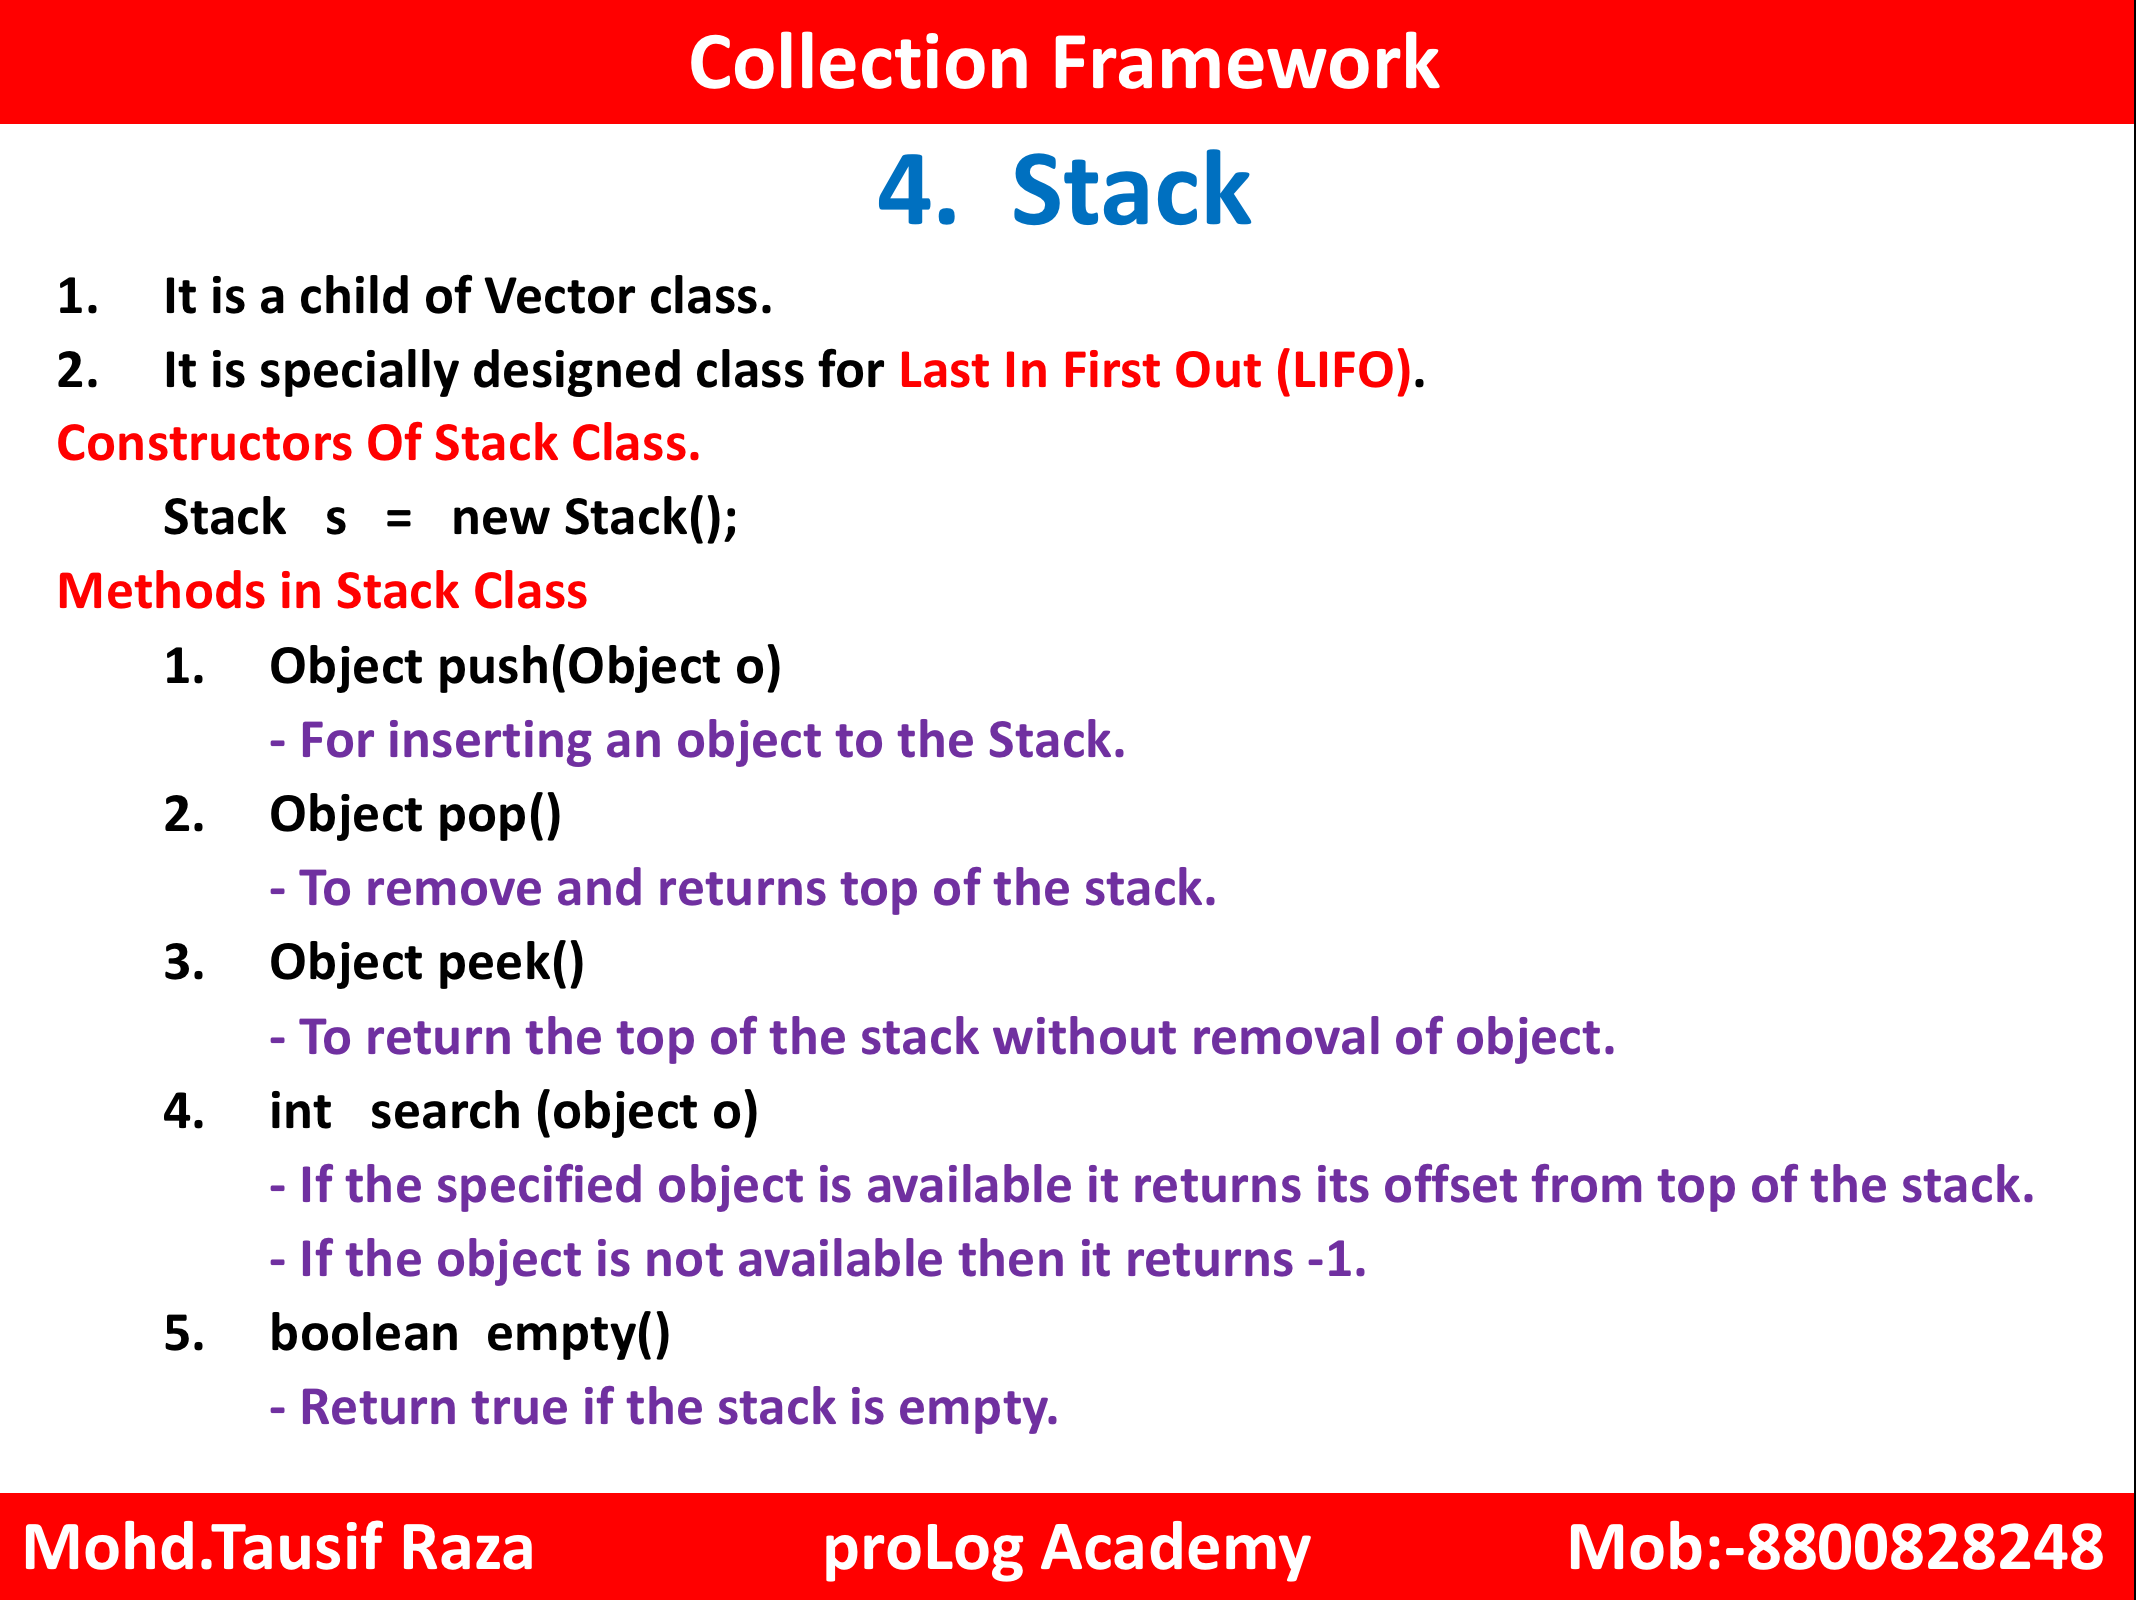 Collection Framework
4. Stack
1. It is a child of Vector class.
2. It is specially designed class for Last In First Out (LIFO).
Constructors Of Stack Class.
Stack s = new Stack();
Methods in Stack Class
1. Object push(Object o)
- For inserting an object to the Stack.
2. Object pop()
- To remove and returns top of the stack.
3. Object peek()
- To return the top of the stack without removal of object.
4. int search (object o)
- If the specified object is available it returns its offset from top of the stack.
- If the object is not available then it returns -1.
5. boolean empty()
- Return true if the stack is empty.
Mohd.Tausif Raza proLog Academy Mob:-8800828248